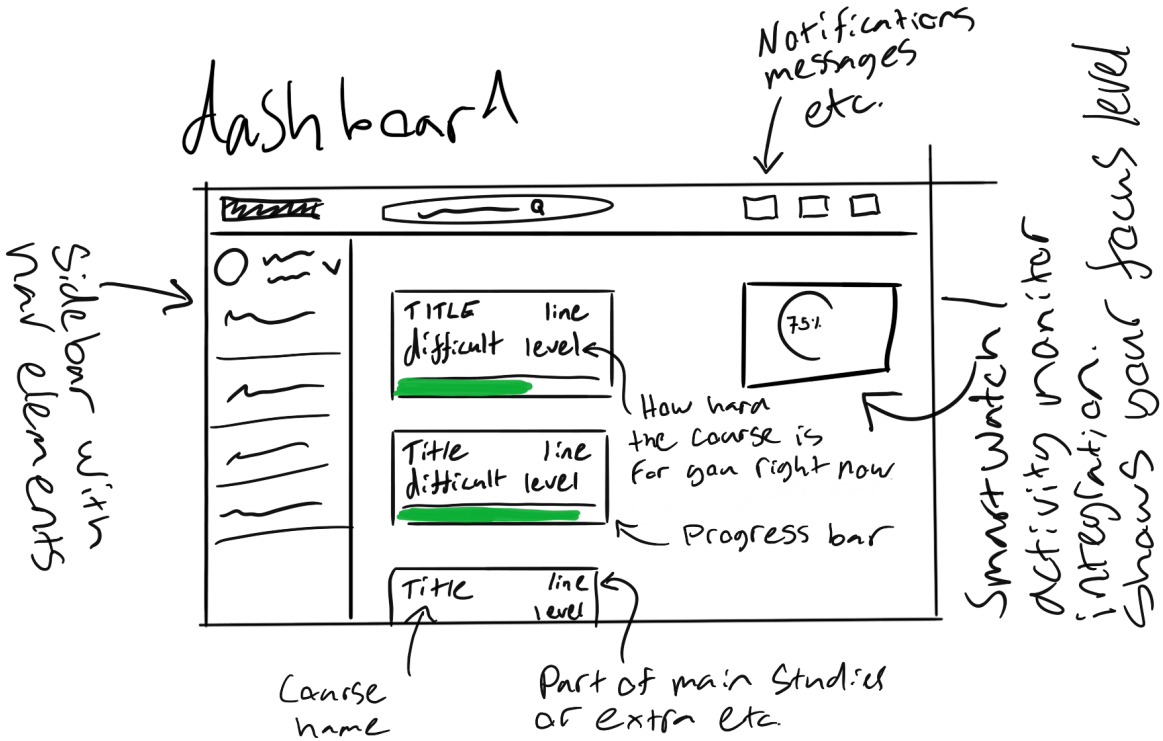 dashboard
Notifications
messages
etc.
Sidebar with
nav elements
TITLE line
difficult level
75%
How hard
the course is
For you right now
Title line
difficult level
Progress bar
Title line
level
Course
name
Part of main studies
or extra etc.
Smartwatch
activity monitor
integration.
Shows your focus level